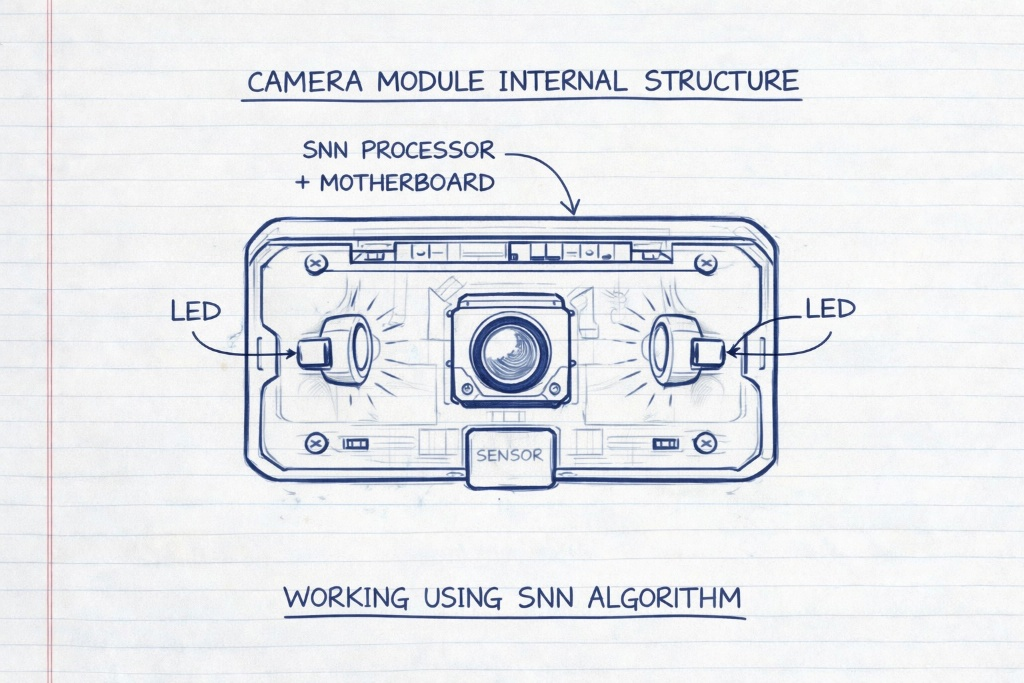 CAMERA MODULE INTERNAL STRUCTURE
SNN PROCESSOR
+ MOTHERBOARD
LED
LED
SENSOR
WORKING USING SNN ALGORITHM